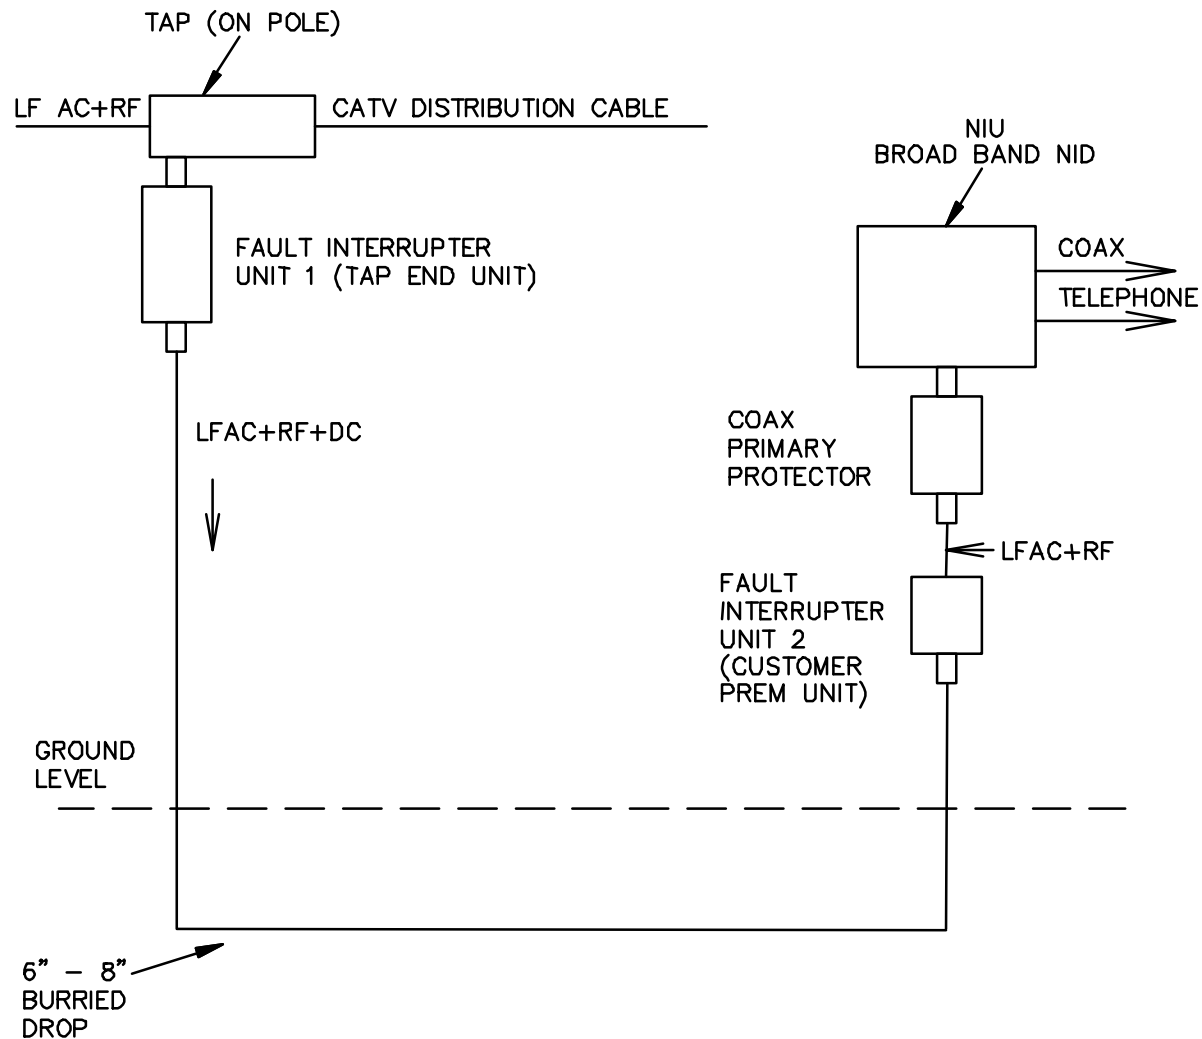 TAP (ON POLE)
LF AC+RF
CATV DISTRIBUTION CABLE
NIU
BROAD BAND NID
FAULT INTERRUPTER
UNIT 1 (TAP END UNIT)
COAX
TELEPHONE
LFAC+RF+DC
COAX
PRIMARY
PROTECTOR
LFAC+RF
FAULT
INTERRUPTER
UNIT 2
(CUSTOMER
PREM UNIT)
GROUND
LEVEL
6" - 8"
BURRIED
DROP